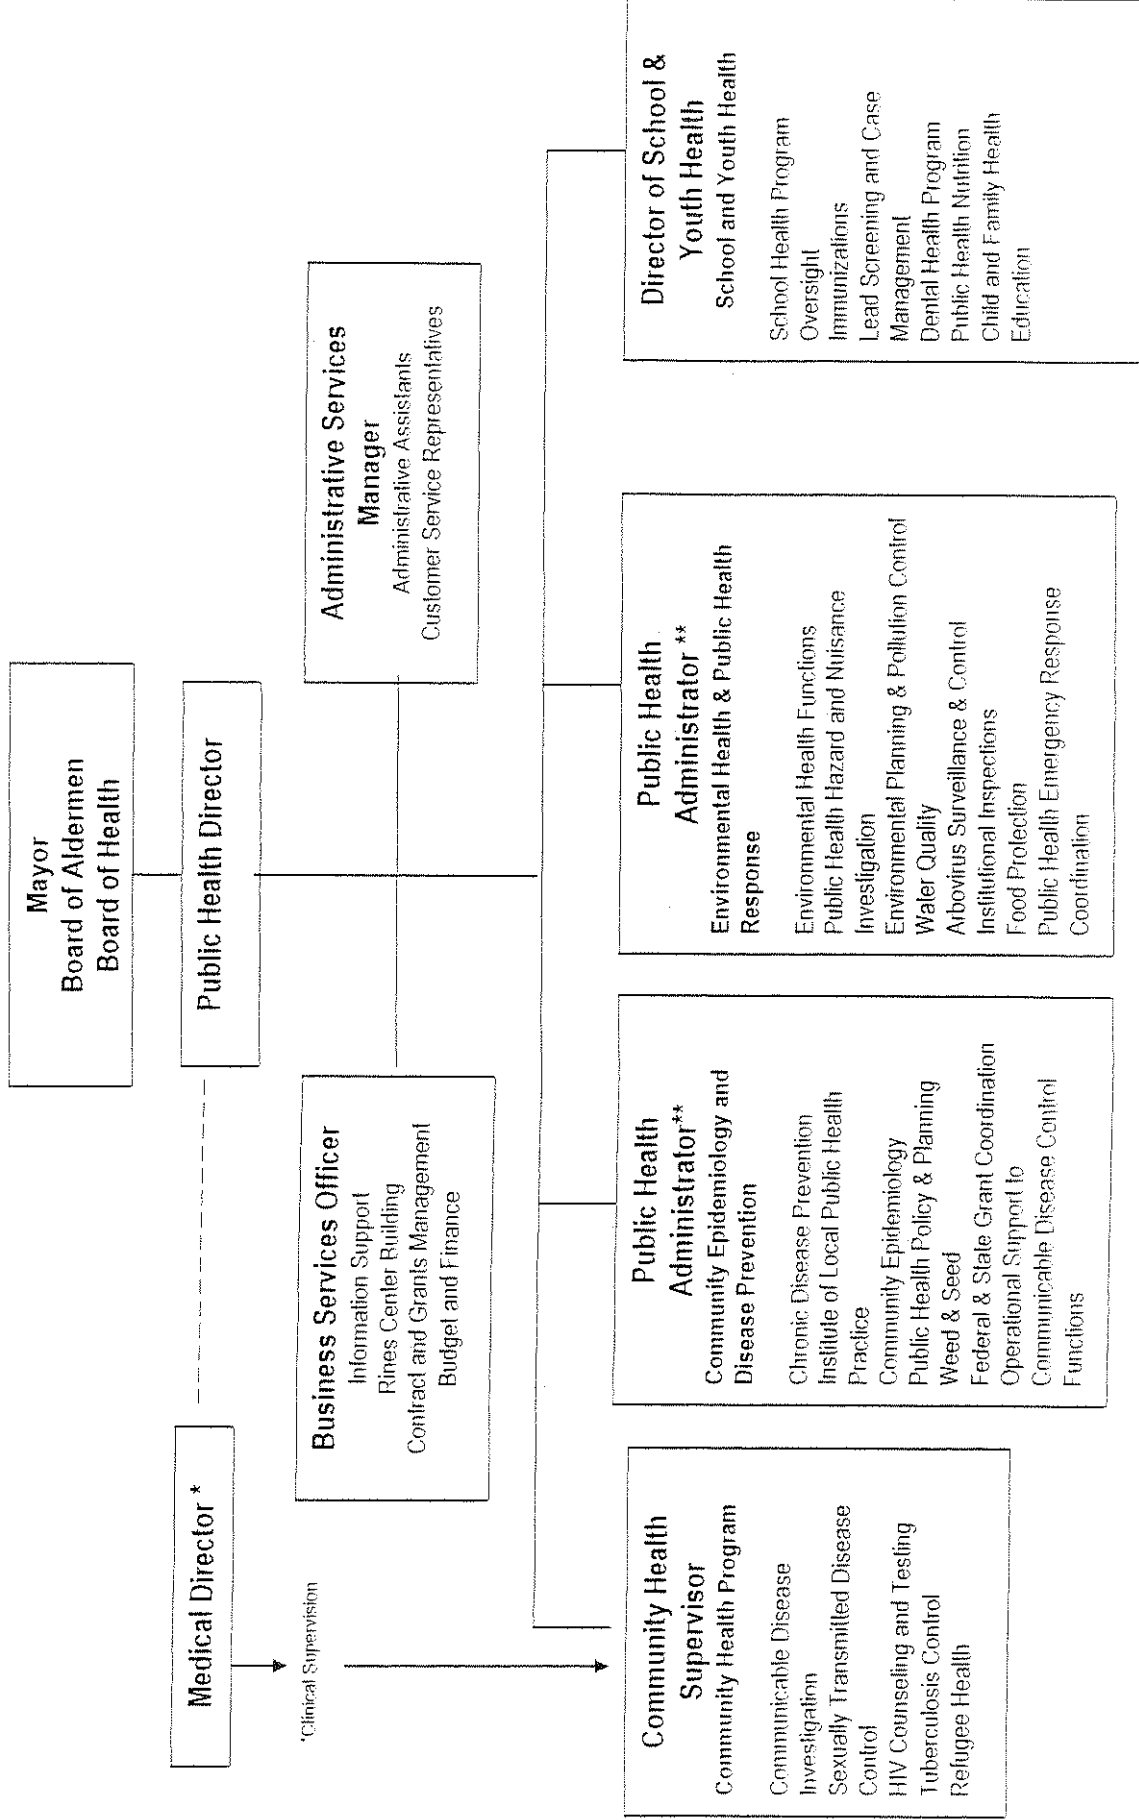 Mayor
Board of Aldermen
Board of Health
Public Health Director
Medical Director *
*Clinical Supervision
Business Services Officer
Information Support
Rines Center Building
Contract and Grants Management
Budget and Finance
Administrative Services
Manager
Administrative Assistants
Customer Service Representatives
Community Health
Supervisor
Community Health Program
Communicable Disease
Investigation
Sexually Transmitted Disease
Control
HIV Counseling and Testing
Tuberculosis Control
Refugee Health
Public Health
Administrator**
Community Epidemiology and
Disease Prevention
Chronic Disease Prevention
Institute of Local Public Health
Practice
Community Epidemiology
Public Health Policy & Planning
Weed & Seed
Federal & State Grant Coordination
Operational Support to
Communicable Disease Control
Functions
Public Health
Administrator **
Environmental Health & Public Health
Response
Environmental Health Functions
Public Health Hazard and Nuisance
Investigation
Environmental Planning & Pollution Control
Water Quality
Arbovirus Surveillance & Control
Institutional Inspections
Food Protection
Public Health Emergency Response
Coordination
Director of School &
Youth Health
School and Youth Health
School Health Program
Oversight
Immunizations
Lead Screening and Case
Management
Dental Health Program
Public Health Nutrition
Child and Family Health
Education